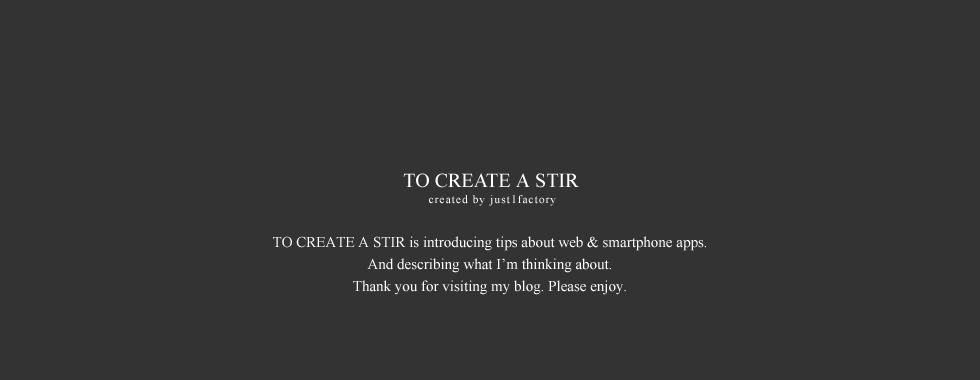 TO CREATE A STIR
created by just1factory
TO CREATE A STIR is introducing tips about web & smartphone apps.
And describing what I’m thinking about.
Thank you for visiting my blog. Please enjoy.